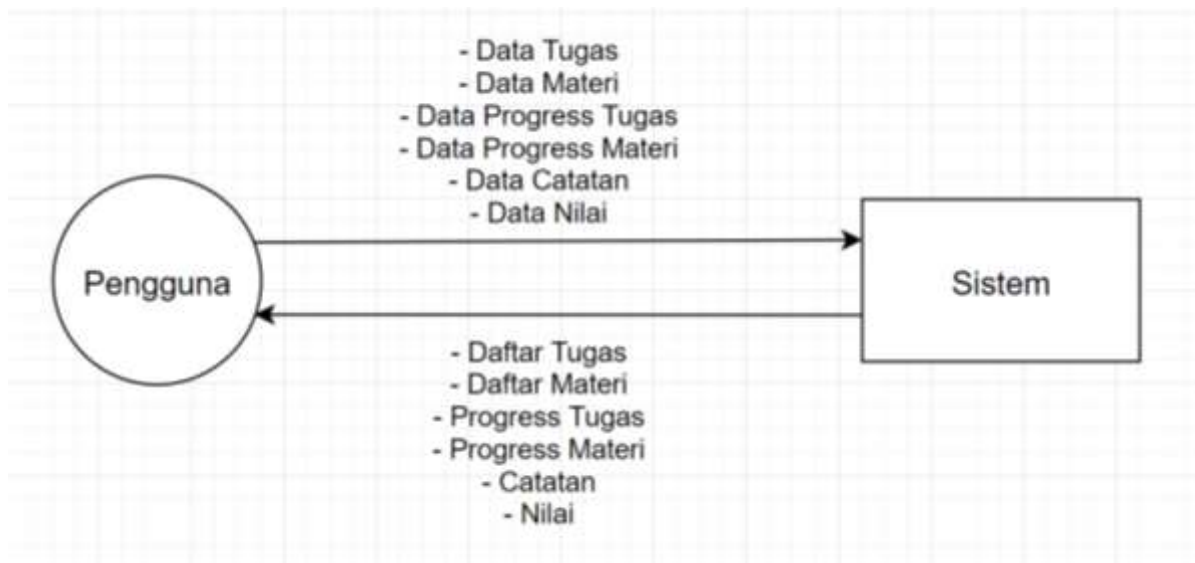 - Data Tugas
- Data Materi
- Data Progress Tugas
- Data Progress Materi
- Data Catatan
- Data Nilai
Pengguna
Sistem
- Daftar Tugas
- Daftar Materi
- Progress Tugas
- Progress Materi
- Catatan
- Nilai